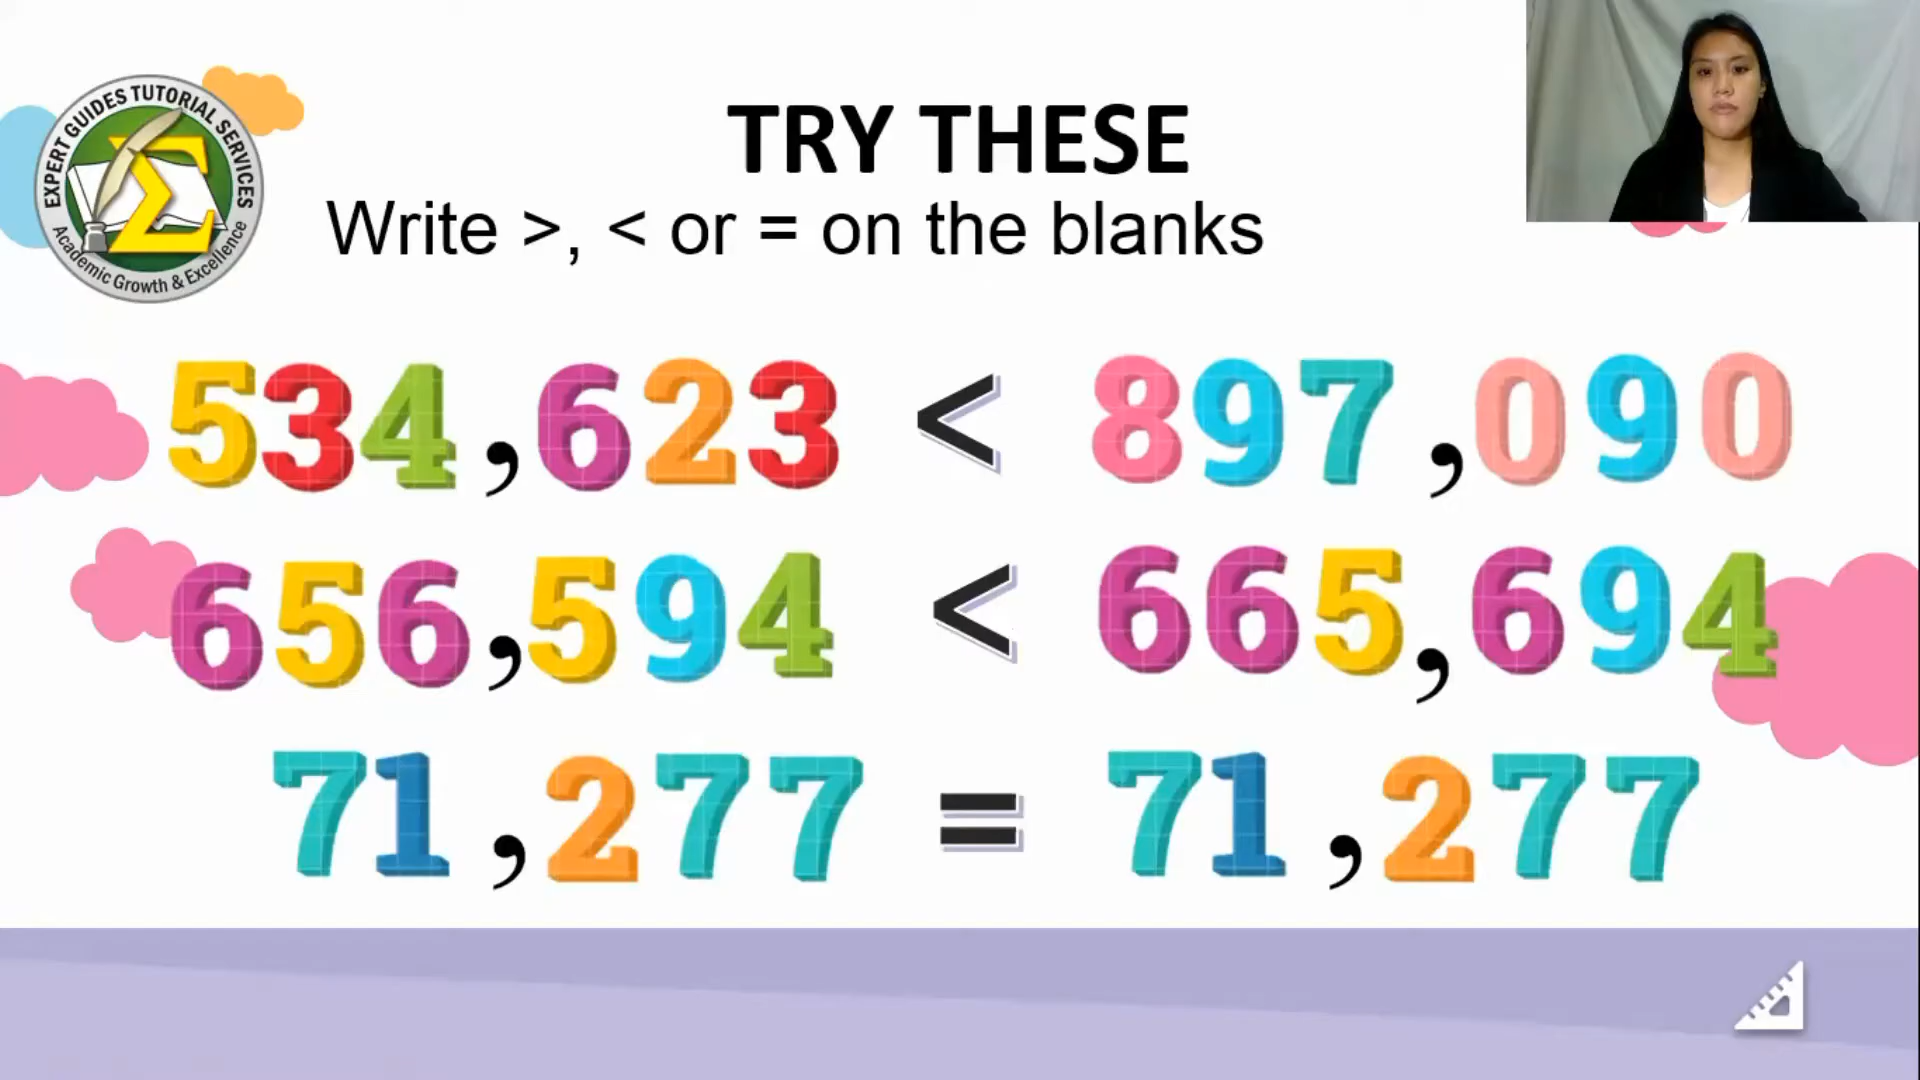 EXPERT GUIDES TUTORIAL SERVICES
Academic Growth & Excellence
Σ
TRY THESE
Write >, < or = on the blanks
534,623 < 897,090
656,594 < 665,694
71,277 = 71,277